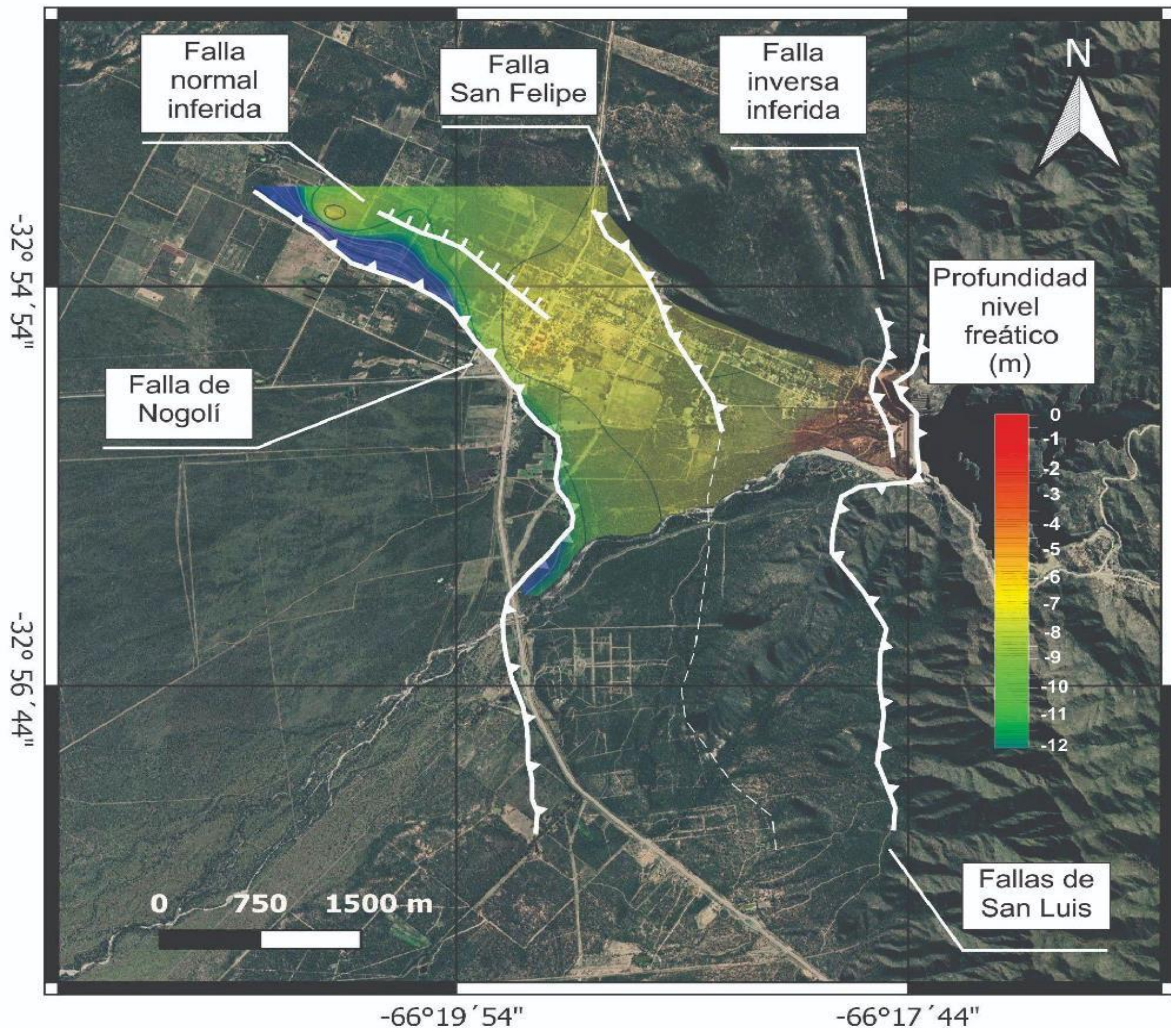 Falla
normal
inferida
Falla
San Felipe
Falla
inversa
inferida
N
-32° 54´54"
Profundidad
nivel
freático
(m)
Falla de
Nogolí
0
-1
-2
-3
-4
-5
-6
-7
-8
-9
-10
-11
-12
-32° 56´44"
0 750 1500 m
Fallas de
San Luis
-66°19´54"
-66°17´44"